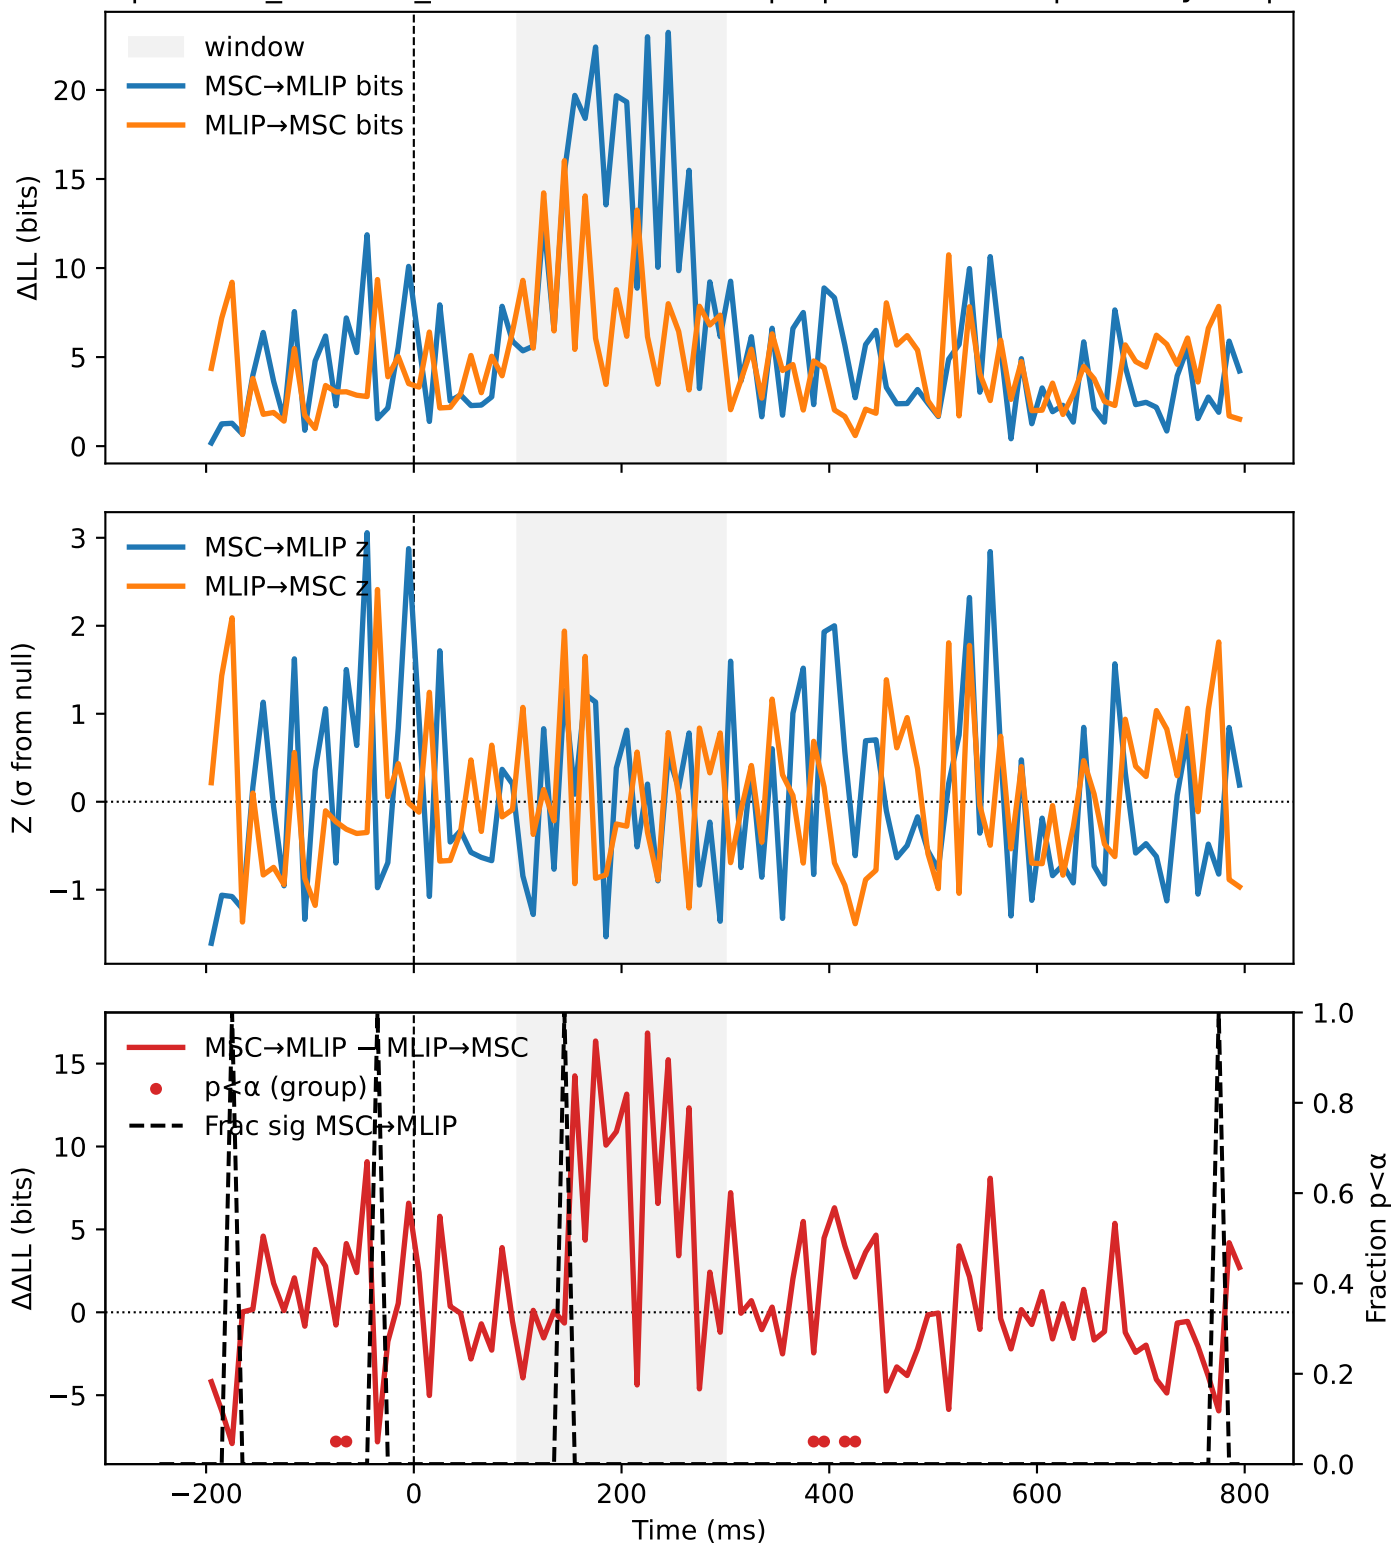 window
MSC→MLIP bits
MLIP→MSC bits
20
15
10
5
0
ΔLL (bits)
MSC→MLIP z
MLIP→MSC z
3
2
1
0
−1
Z (σ from null)
MSC→MLIP − MLIP→MSC
p<α (group)
Frac sig MSC→MLIP
15
10
5
0
−5
ΔΔLL (bits)
1.0
0.8
0.6
0.4
0.2
0.0
Fraction p<α
−200 0 200 400 600 800
Time (ms)